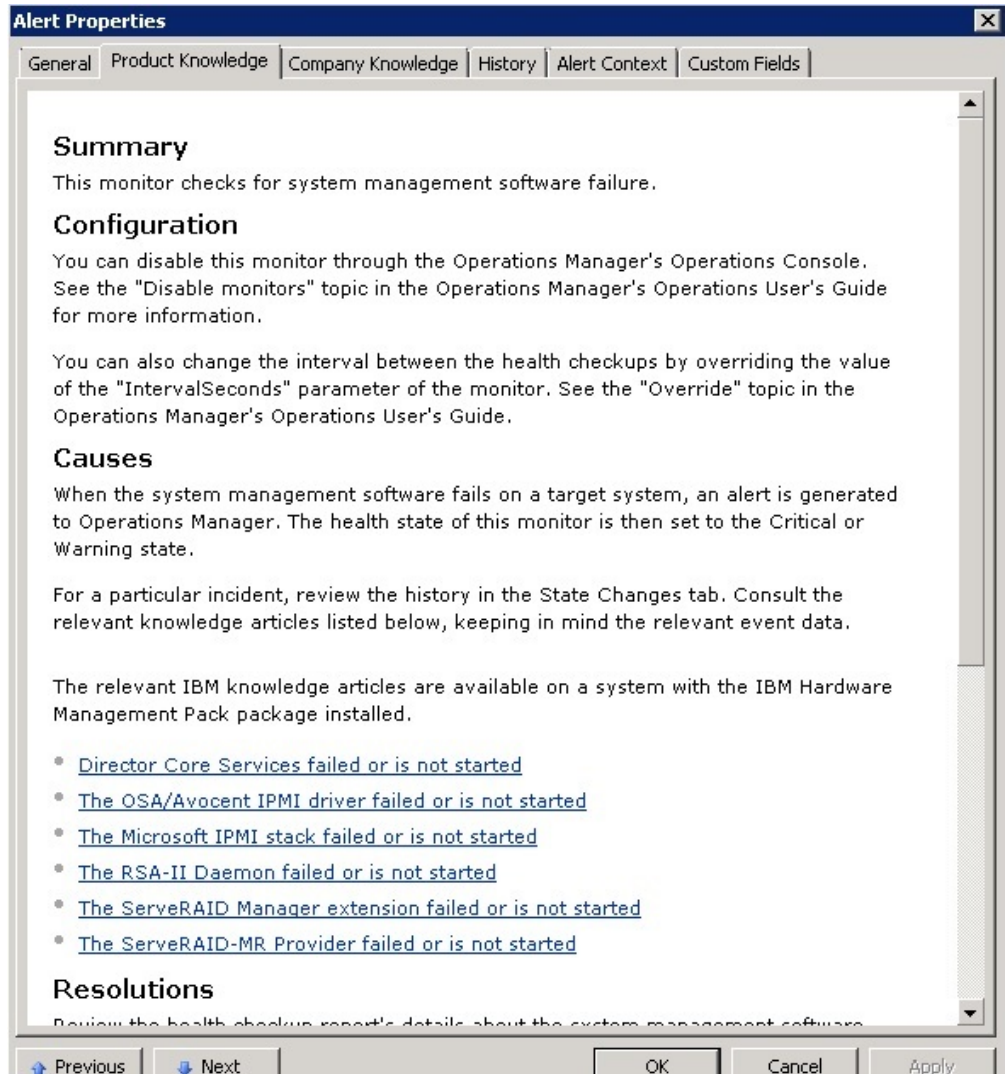 Alert Properties
General Product Knowledge Company Knowledge History Alert Context Custom Fields
Summary
This monitor checks for system management software failure.
Configuration
You can disable this monitor through the Operations Manager's Operations Console.
See the "Disable monitors" topic in the Operations Manager's Operations User's Guide
for more information.
You can also change the interval between the health checkups by overriding the value
of the "IntervalSeconds" parameter of the monitor. See the "Override" topic in the
Operations Manager's Operations User's Guide.
Causes
When the system management software fails on a target system, an alert is generated
to Operations Manager. The health state of this monitor is then set to the Critical or
Warning state.
For a particular incident, review the history in the State Changes tab. Consult the
relevant knowledge articles listed below, keeping in mind the relevant event data.
The relevant IBM knowledge articles are available on a system with the IBM Hardware
Management Pack package installed.
Director Core Services failed or is not started
The OSA/Avocent IPMI driver failed or is not started
The Microsoft IPMI stack failed or is not started
The RSA-II Daemon failed or is not started
The ServeRAID Manager extension failed or is not started
The ServeRAID-MR Provider failed or is not started
Resolutions
Review the health checkup report's details about the system management software
Previous Next OK Cancel Apply